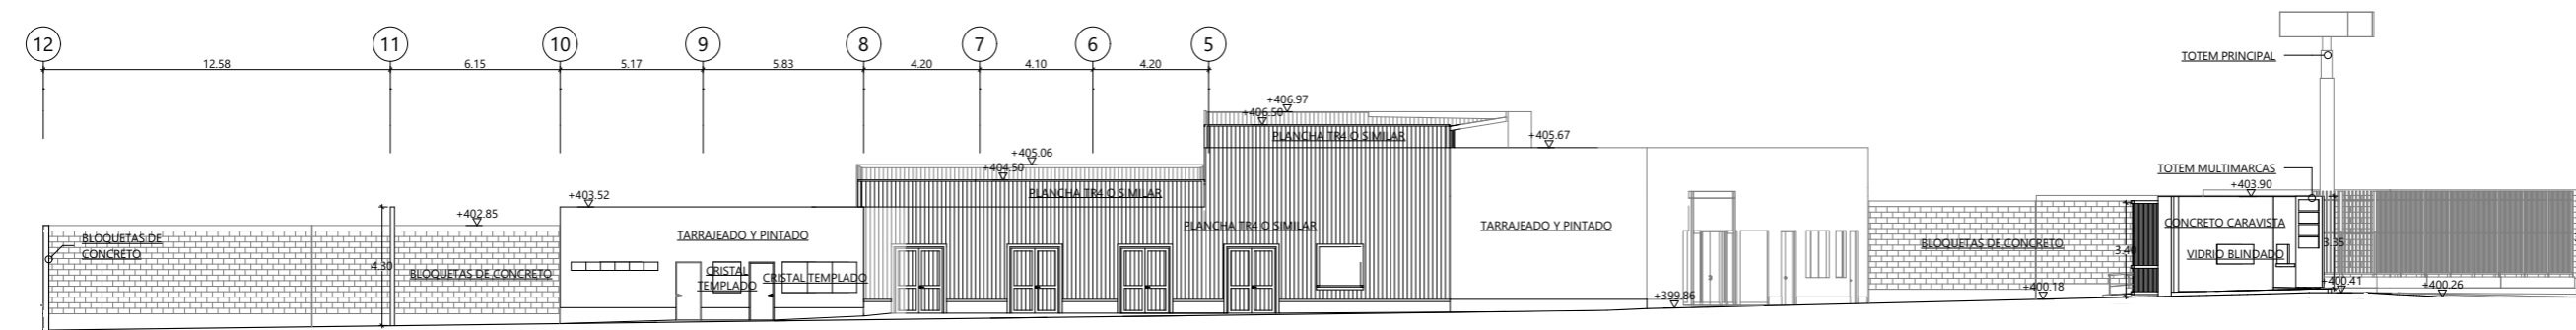 12 11 10 9 8 7 6 5
TOTEM PRINCIPAL
12.58 6.15 5.17 5.83 4.20 4.10 4.20
+406.97
+406.50
PLANCHA TR4 O SIMILAR
+405.67
+405.06
+404.50
TOTEM MULTIMARCAS
+403.90
PLANCHA TR4 O SIMILAR
+403.52
+402.85
PLANCHA TR4 O SIMILAR
TARRAJEADO Y PINTADO
CONCRETO CARAVISTA
TARRAJEADO Y PINTADO
BLOQUETAS DE
CONCRETO
BLOQUETAS DE CONCRETO
3.40
3.35
VIDRIO BLINDADO
4.30
BLOQUETAS DE CONCRETO
CRISTAL
TEMPLADO
CRISTAL TEMPLADO
+400.41
+400.26
+400.18
+399.86